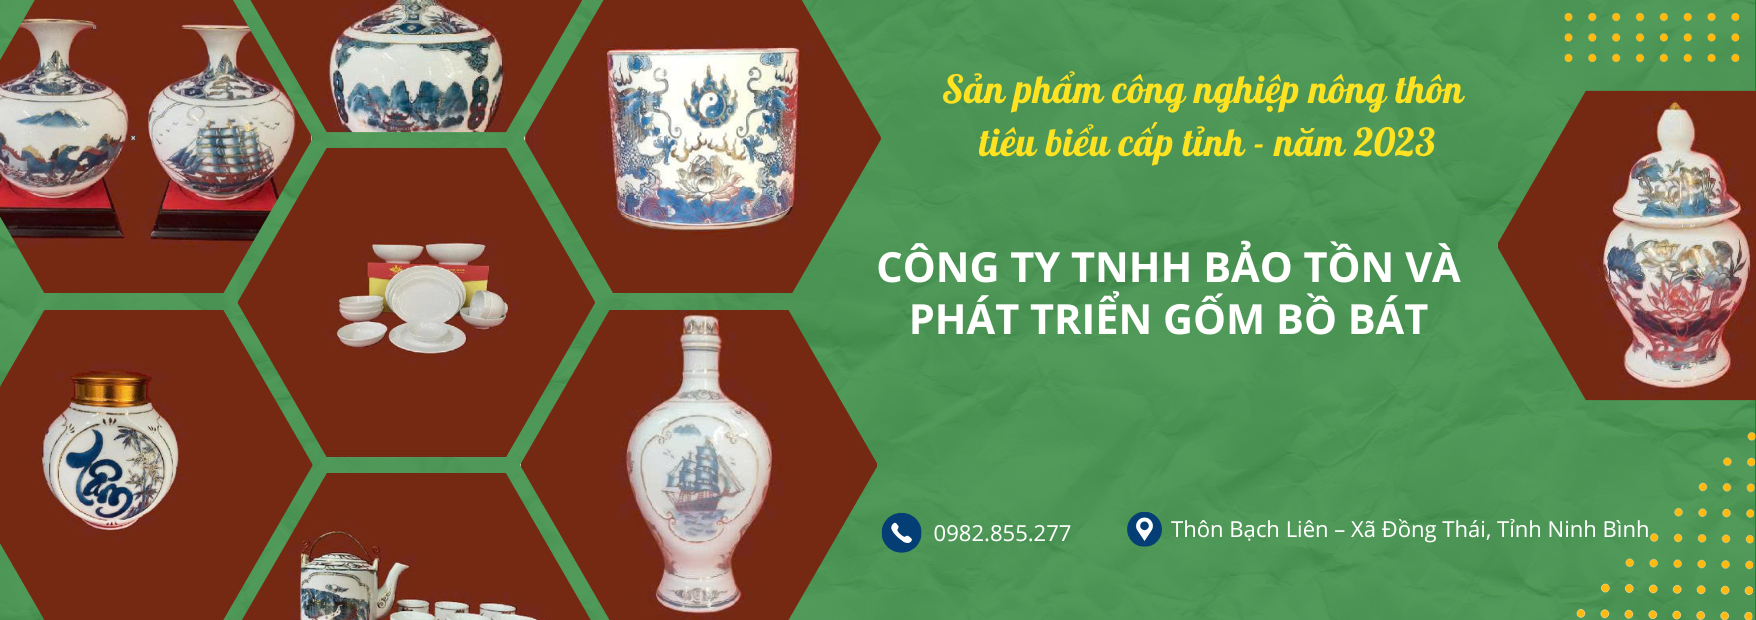 Sản phẩm công nghiệp nông thôn
tiêu biểu cấp tỉnh - năm 2023
CÔNG TY TNHH BẢO TỒN VÀ
PHÁT TRIỂN GỐM BỒ BÁT
0982.855.277
Thôn Bạch Liên – Xã Đồng Thái, Tỉnh Ninh Bình
Tâm